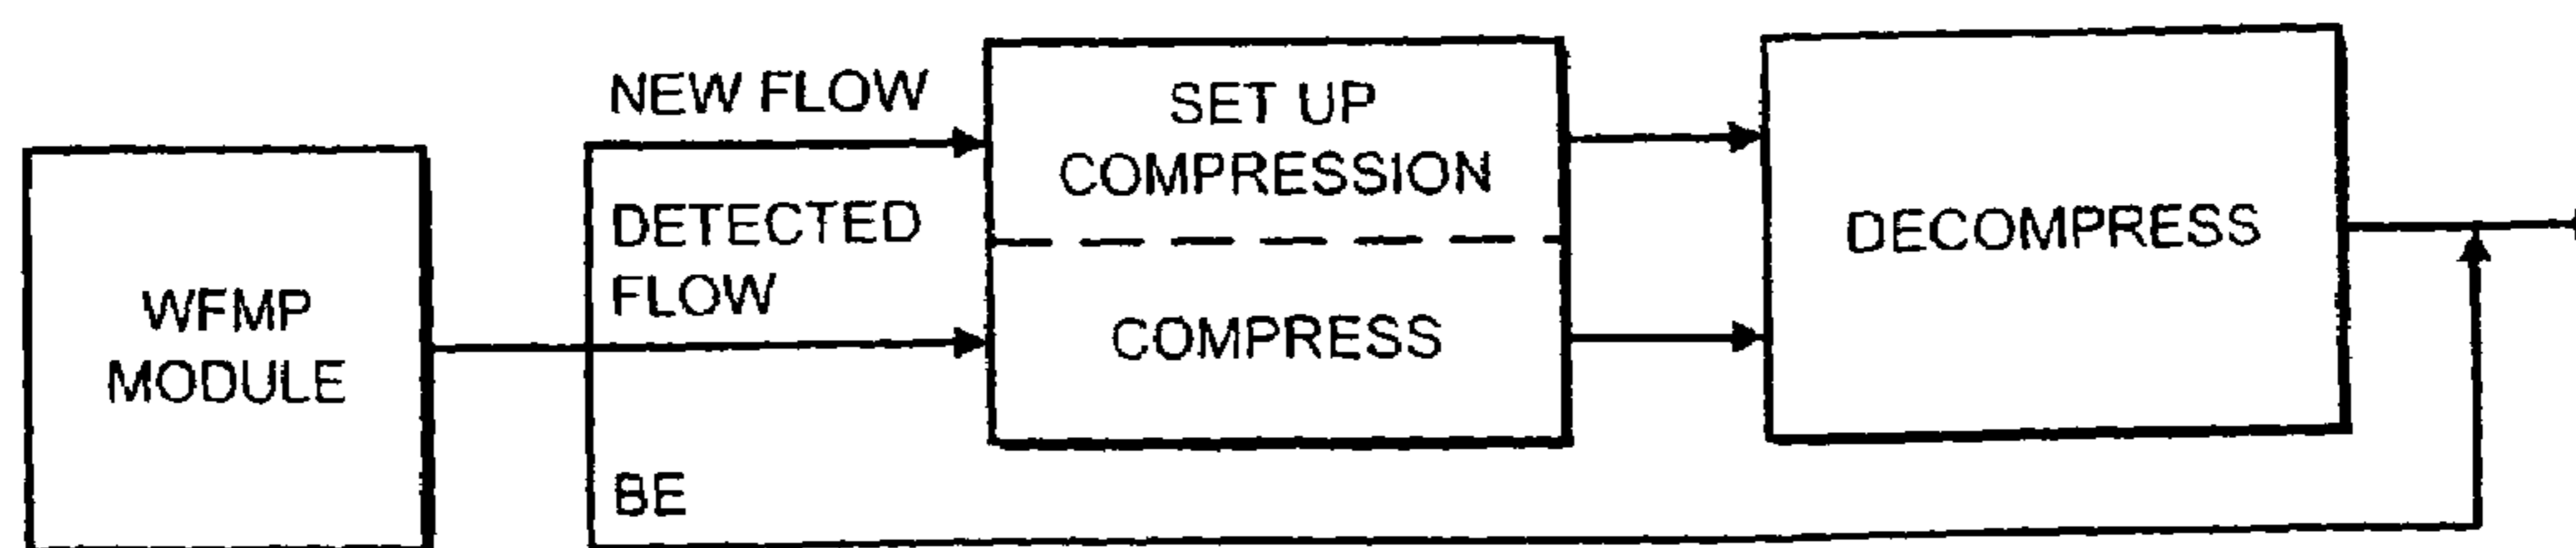 WFMP
MODULE
NEW FLOW
DETECTED
FLOW
BE
SET UP
COMPRESSION
COMPRESS
DECOMPRESS